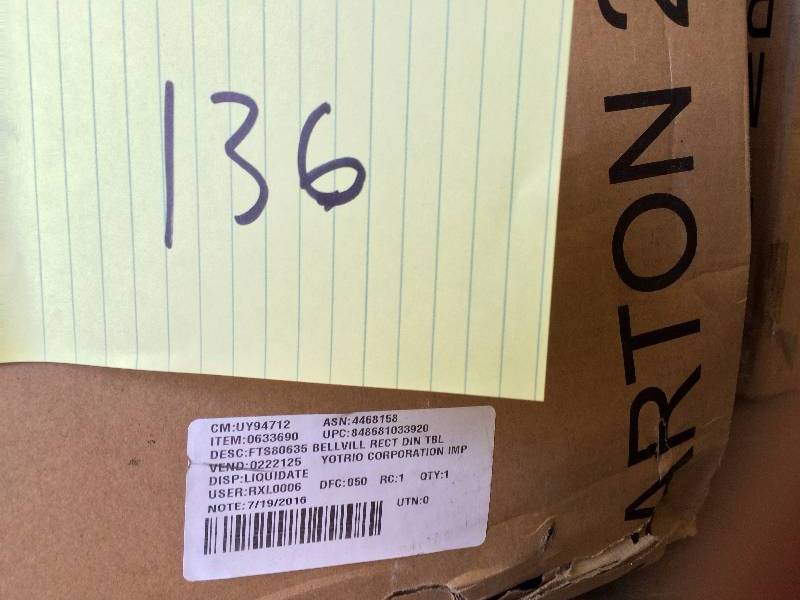 136
ARTON 2
CM:UY94712 ASN:4468158
ITEM:0633690 UPC:848681033920
DESC:FTS80635 BELLVILL RECT DIN TBL
VEND:0222125 YOTRIO CORPORATION IMP
DISP:LIQUIDATE DFC:050 RC:1 QTY:1
USER:RXL0006
NOTE:7/19/2016 UTN:0